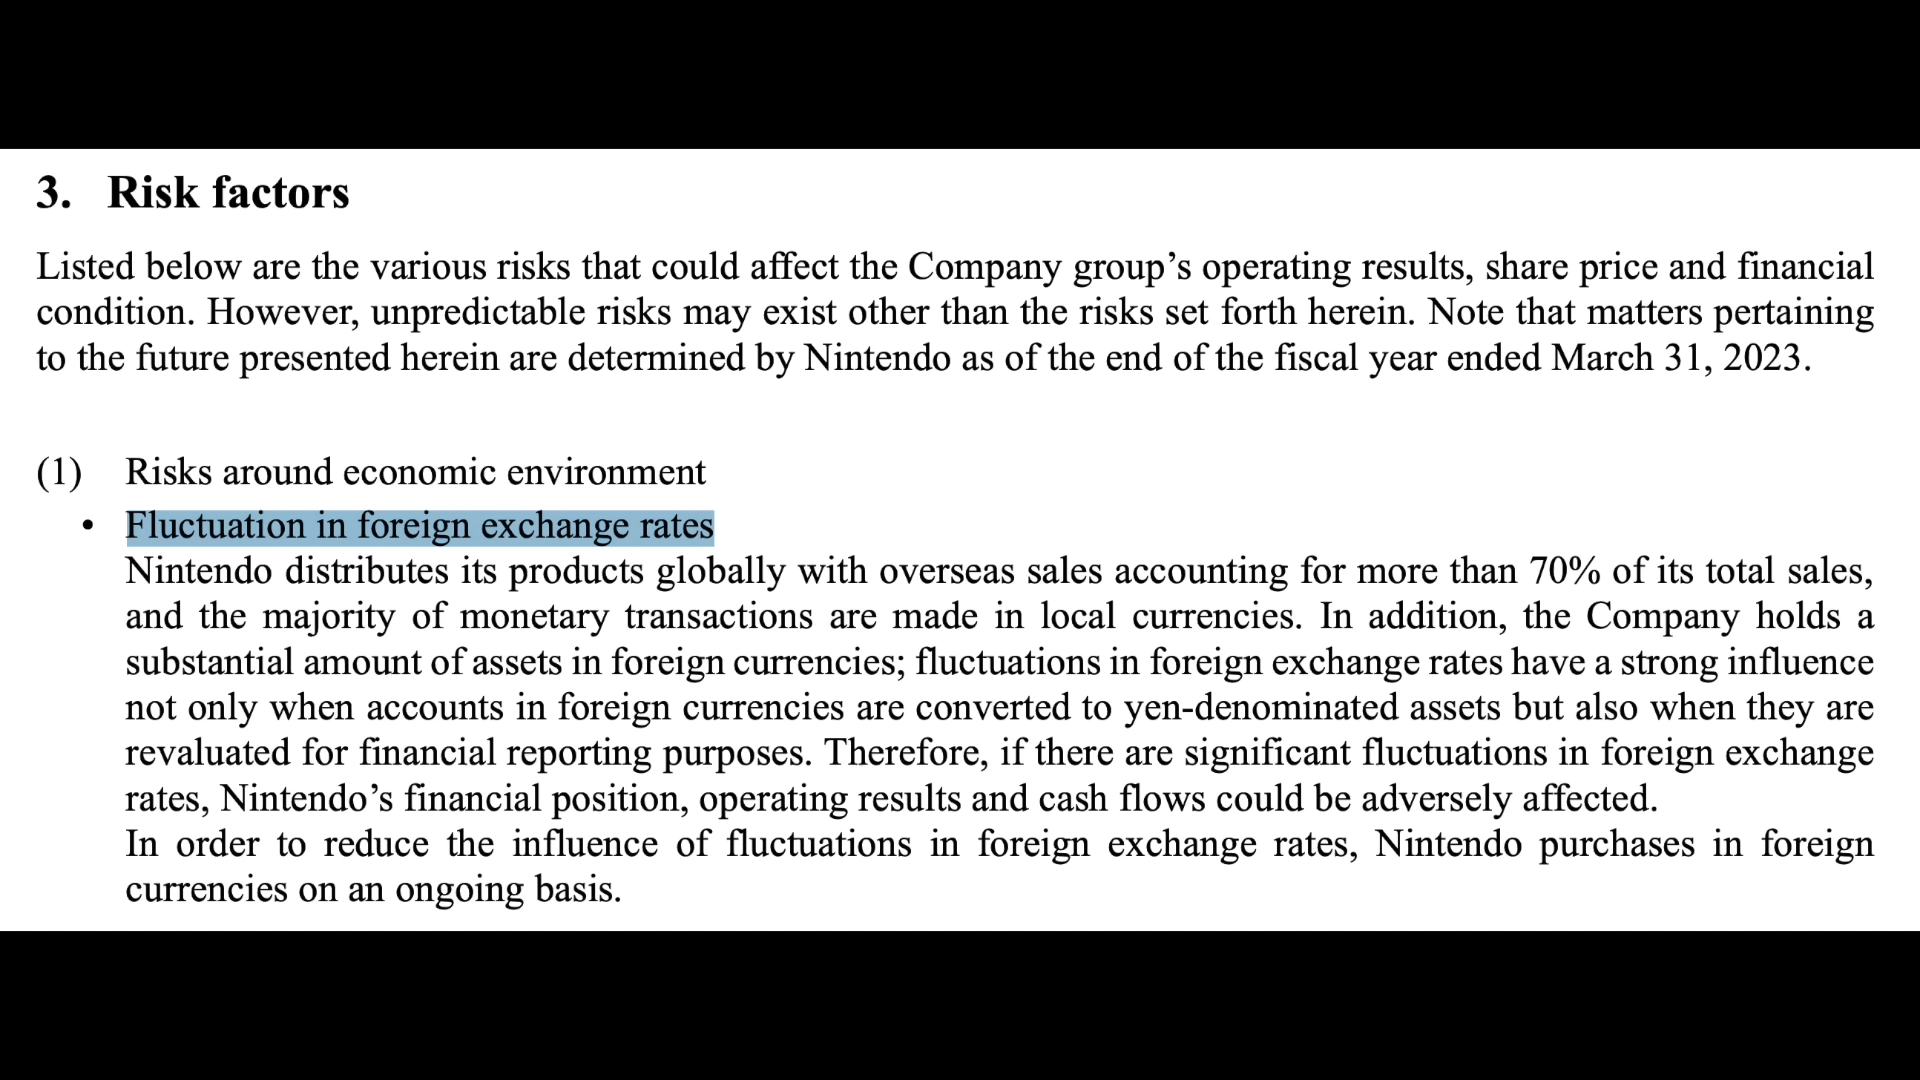 3. Risk factors
Listed below are the various risks that could affect the Company group’s operating results, share price and financial
condition. However, unpredictable risks may exist other than the risks set forth herein. Note that matters pertaining
to the future presented herein are determined by Nintendo as of the end of the fiscal year ended March 31, 2023.
(1) Risks around economic environment
• Fluctuation in foreign exchange rates
Nintendo distributes its products globally with overseas sales accounting for more than 70% of its total sales,
and the majority of monetary transactions are made in local currencies. In addition, the Company holds a
substantial amount of assets in foreign currencies; fluctuations in foreign exchange rates have a strong influence
not only when accounts in foreign currencies are converted to yen-denominated assets but also when they are
revaluated for financial reporting purposes. Therefore, if there are significant fluctuations in foreign exchange
rates, Nintendo’s financial position, operating results and cash flows could be adversely affected.
In order to reduce the influence of fluctuations in foreign exchange rates, Nintendo purchases in foreign
currencies on an ongoing basis.